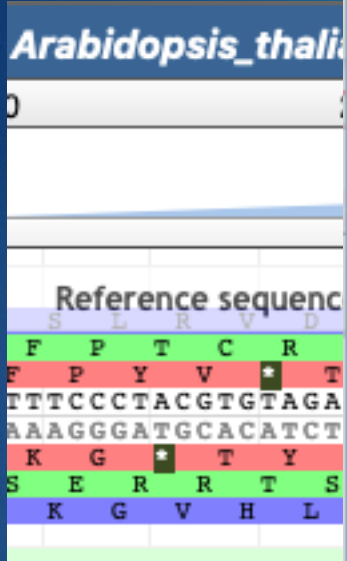 Arabidopsis_thali
0
Reference sequenc
S L R V D
F P T C R
F P Y V * T
TTTCCCTACGTGTAGA
AAAGGGATGCACATCT
K G * T Y
S E R R T S
K G V H L